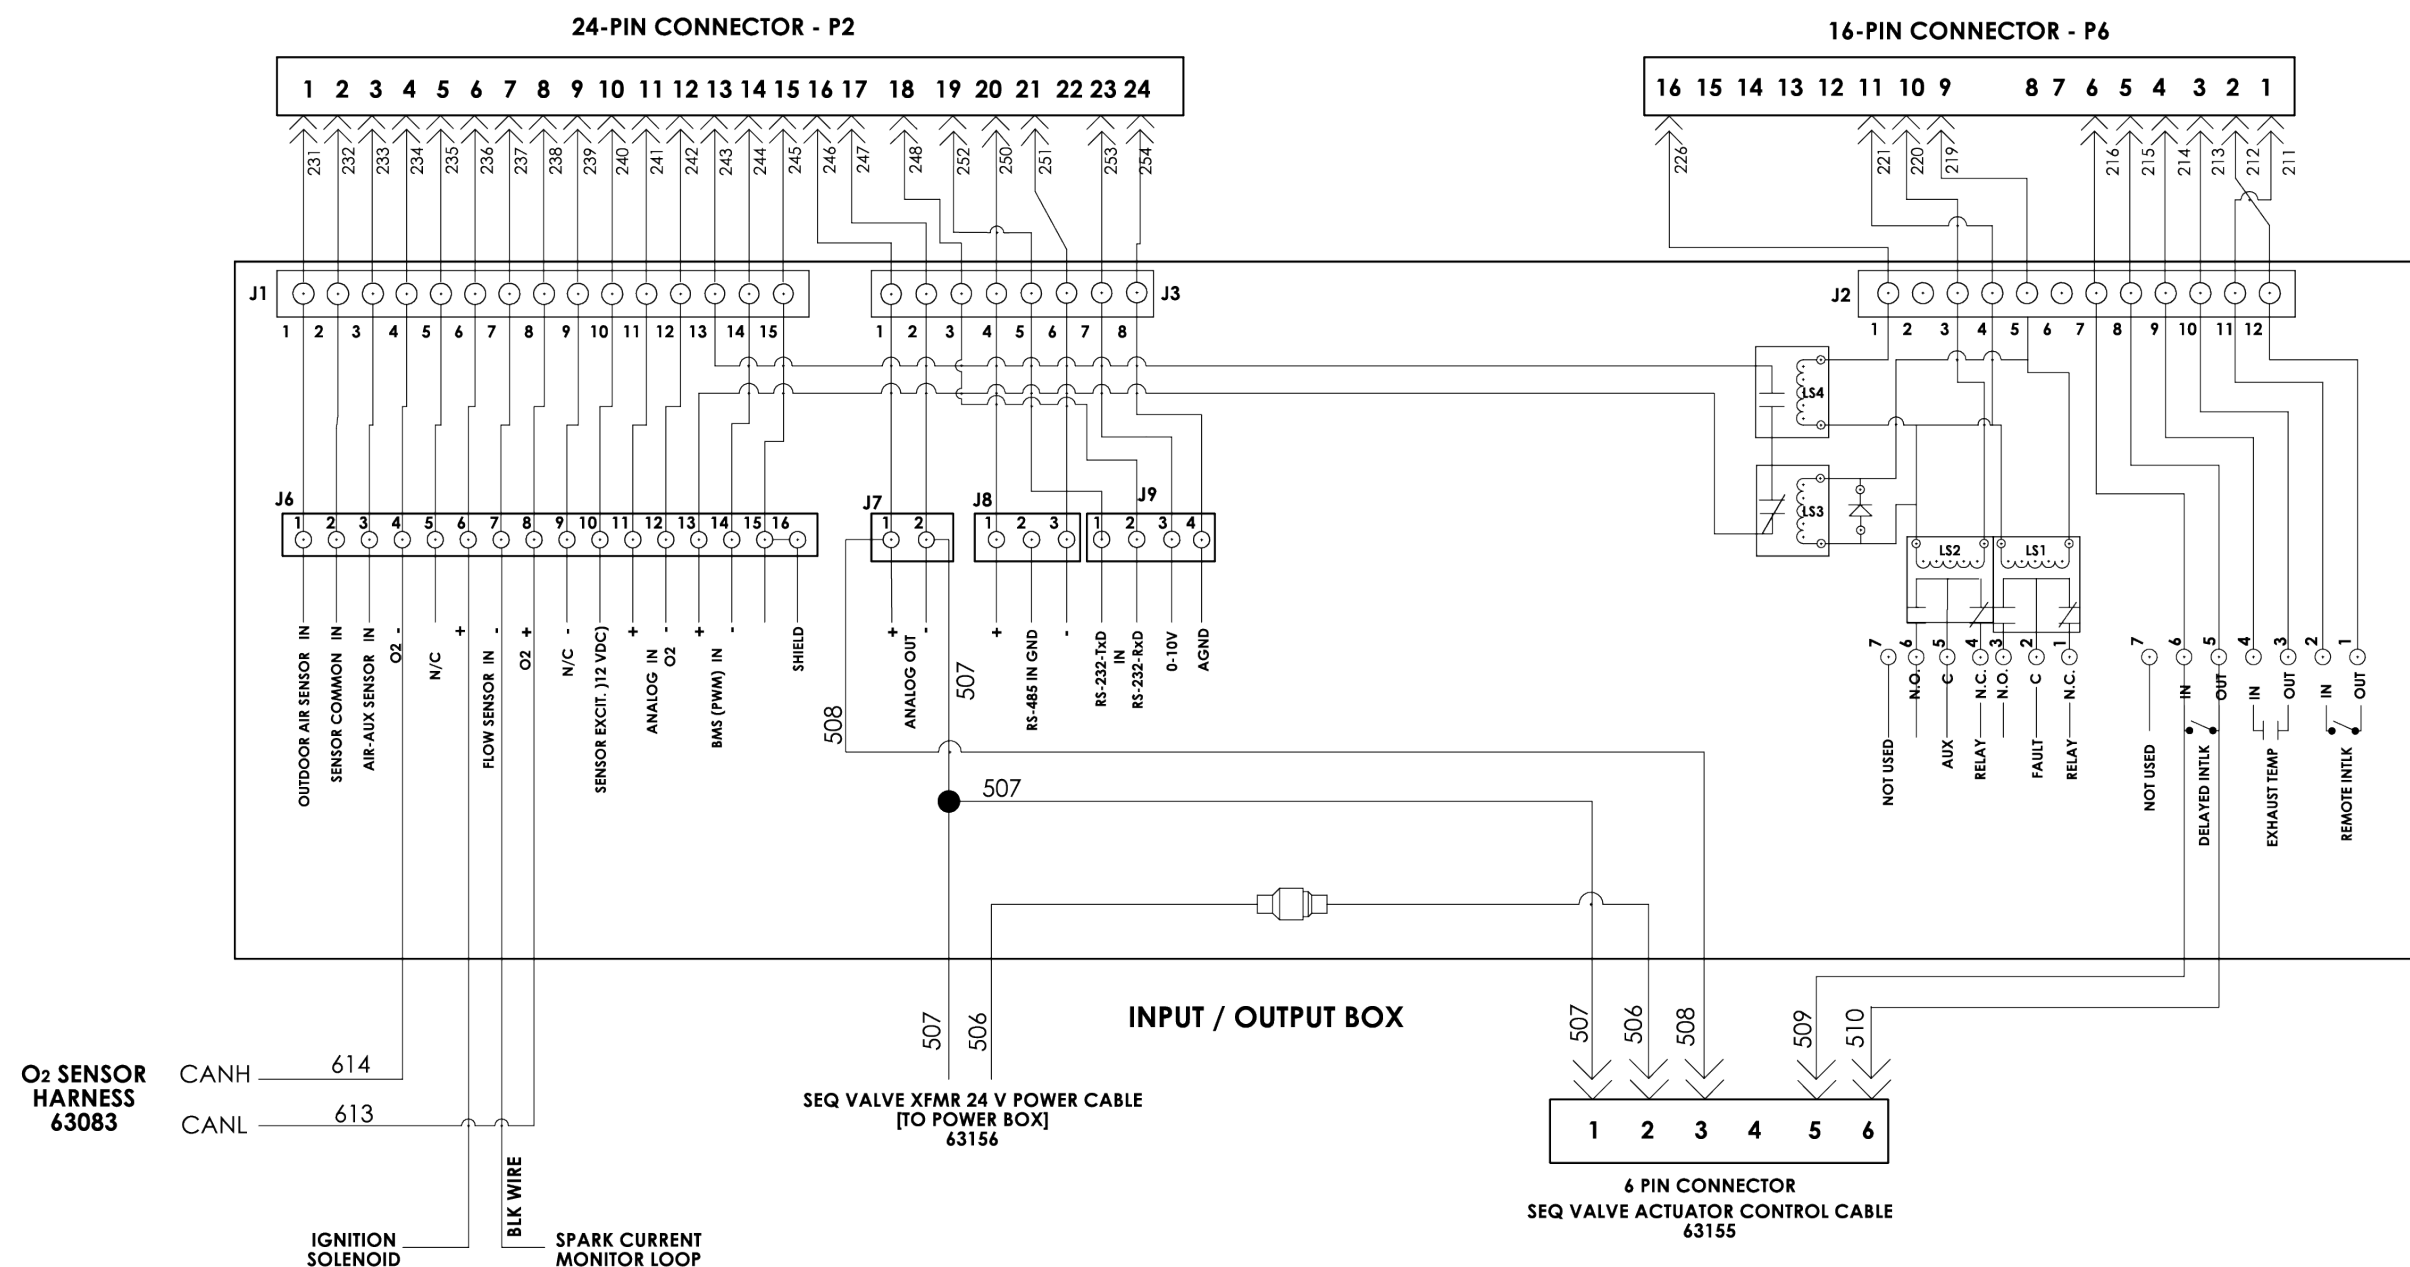 24-PIN CONNECTOR - P2
16-PIN CONNECTOR - P6
1 2 3 4 5 6 7 8 9 10 11 12 13 14 15 16 17 18 19 20 21 22 23 24
16 15 14 13 12 11 10 9 8 7 6 5 4 3 2 1
231 232 233 234 235 236 237 238 239 240 241 242 243 244 245 246 247 248 252 250 251 253 254
226 221 220 219 216 215 214 213 212 211
J1
J3
J2
1 2 3 4 5 6 7 8 9 10 11 12 13 14 15
1 2 3 4 5 6 7 8
1 2 3 4 5 6 7 8 9 10 11 12
LS4
LS3
J6
J7
J8
J9
1 2 3 4 5 6 7 8 9 10 11 12 13 14 15 16
1 2
1 2 3
1 2 3 4
LS2
LS1
7 6 5 4 3 2 1
7 6 5 4 3 2 1
OUTDOOR AIR SENSOR IN
SENSOR COMMON IN
AIR-AUX SENSOR IN
O2 -
N/C
+
FLOW SENSOR IN -
O2 +
N/C -
SENSOR EXCIT. )12 VDC)
+
ANALOG IN
O2 -
+
BMS (PWM) IN
-
SHIELD
+
ANALOG OUT
-
+
RS-485 IN GND
-
RS-232-TxD
IN
RS-232-RxD
0-10V
AGND
N.O.
C
N.C.
N.O.
C
N.C.
IN
OUT
IN
OUT
IN
OUT
NOT USED
AUX
RELAY
FAULT
RELAY
NOT USED
DELAYED INTLK
EXHAUST TEMP
REMOTE INTLK
508
507
507
INPUT / OUTPUT BOX
507
506
507
506
508
509
510
O2 SENSOR
HARNESS
63083
CANH
614
CANL
613
SEQ VALVE XFMR 24 V POWER CABLE
[TO POWER BOX]
63156
1 2 3 4 5 6
6 PIN CONNECTOR
SEQ VALVE ACTUATOR CONTROL CABLE
63155
BLK WIRE
IGNITION
SOLENOID
SPARK CURRENT
MONITOR LOOP